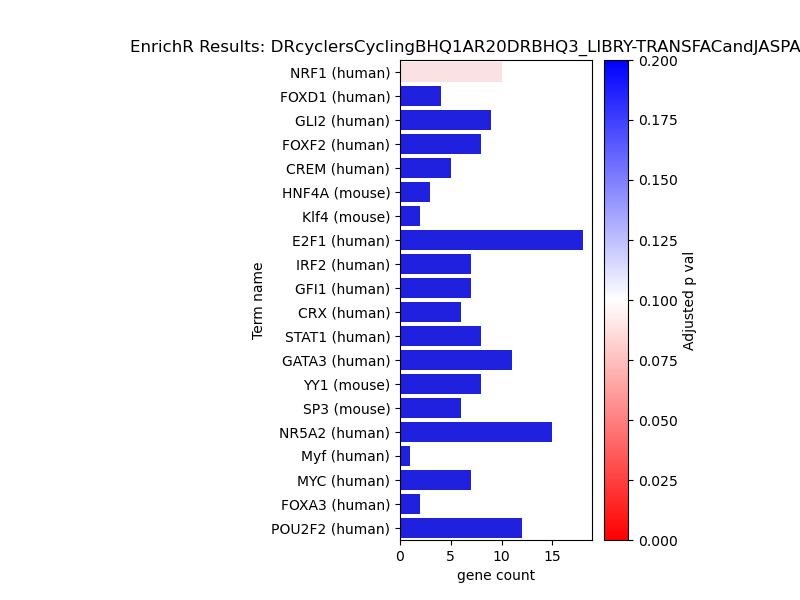 EnrichR Results: DRcyclersCyclingBHQ1AR20DRBHQ3_LIBRY-TRANSFACandJASPA
NRF1 (human)
FOXD1 (human)
GLI2 (human)
FOXF2 (human)
CREM (human)
HNF4A (mouse)
Klf4 (mouse)
E2F1 (human)
IRF2 (human)
GFI1 (human)
CRX (human)
STAT1 (human)
GATA3 (human)
YY1 (mouse)
SP3 (mouse)
NR5A2 (human)
Myf (human)
MYC (human)
FOXA3 (human)
POU2F2 (human)
Term name
0 5 10 15
gene count
0.200
0.175
0.150
0.125
0.100
0.075
0.050
0.025
0.000
Adjusted p val